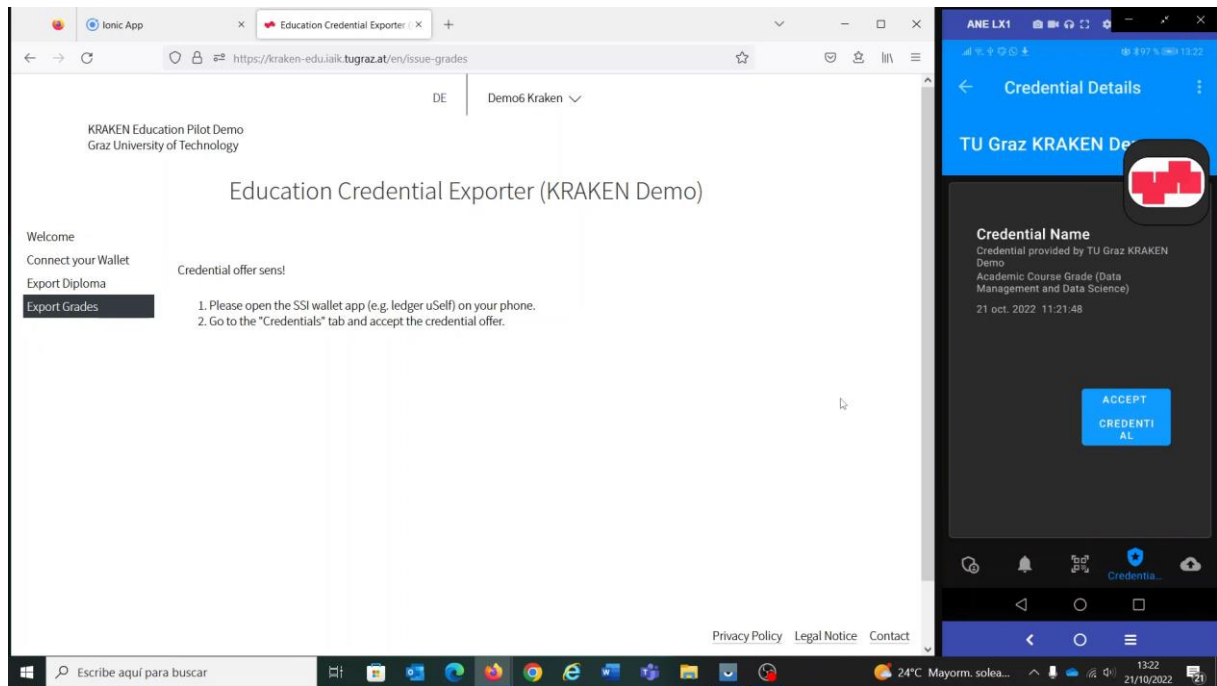 Ionic App
Education Credential Exporter (
https://kraken-edu.iaik.tugraz.at/en/issue-grades
DE
Demo6 Kraken
KRAKEN Education Pilot Demo
Graz University of Technology
Education Credential Exporter (KRAKEN Demo)
Welcome
Connect your Wallet
Export Diploma
Export Grades
Credential offer sens!
1. Please open the SSI wallet app (e.g. ledger uSelf) on your phone.
2. Go to the "Credentials" tab and accept the credential offer.
Privacy Policy Legal Notice Contact
ANE LX1
97 % 13:22
Credential Details
TU Graz KRAKEN
Credential Name
Credential provided by TU Graz KRAKEN
Demo
Academic Course Grade (Data
Management and Data Science)
21 oct. 2022 11:21:48
ACCEPT
CREDENTI
AL
Credentia...
Escribe aquí para buscar
24°C Mayorm. solea...
13:22
21/10/2022
21